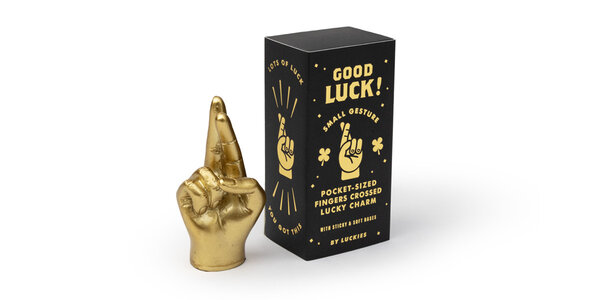 LOTS OF LUCK
YOU GOT THIS
GOOD
LUCK!
SMALL GESTURE
POCKET-SIZED
FINGERS CROSSED
LUCKY CHARM
WITH STICKY & SOFT BASES
BY LUCKIES